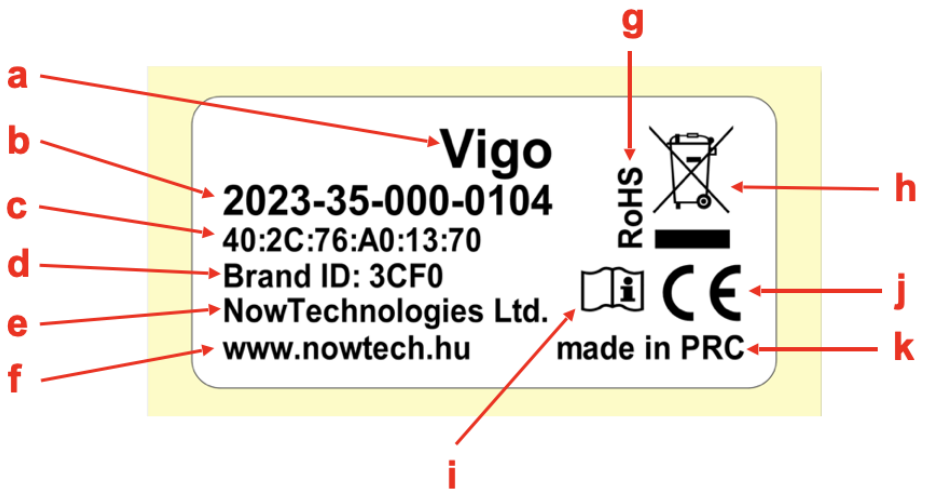 g
a
Vigo
b
2023-35-000-0104
RoHS
h
c
40:2C:76:A0:13:70
d
Brand ID: 3CF0
e
NowTechnologies Ltd.
CE
j
f
www.nowtech.hu
made in PRC
k
i